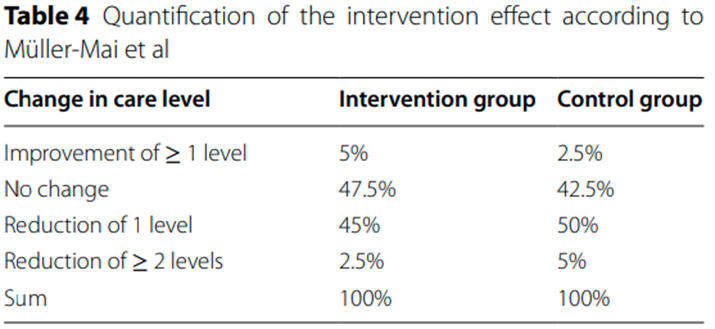 Table 4 Quantification of the intervention effect according to
Müller-Mai et al
Change in care level Intervention group Control group
Improvement of ≥ 1 level 5% 2.5%
No change 47.5% 42.5%
Reduction of 1 level 45% 50%
Reduction of ≥ 2 levels 2.5% 5%
Sum 100% 100%